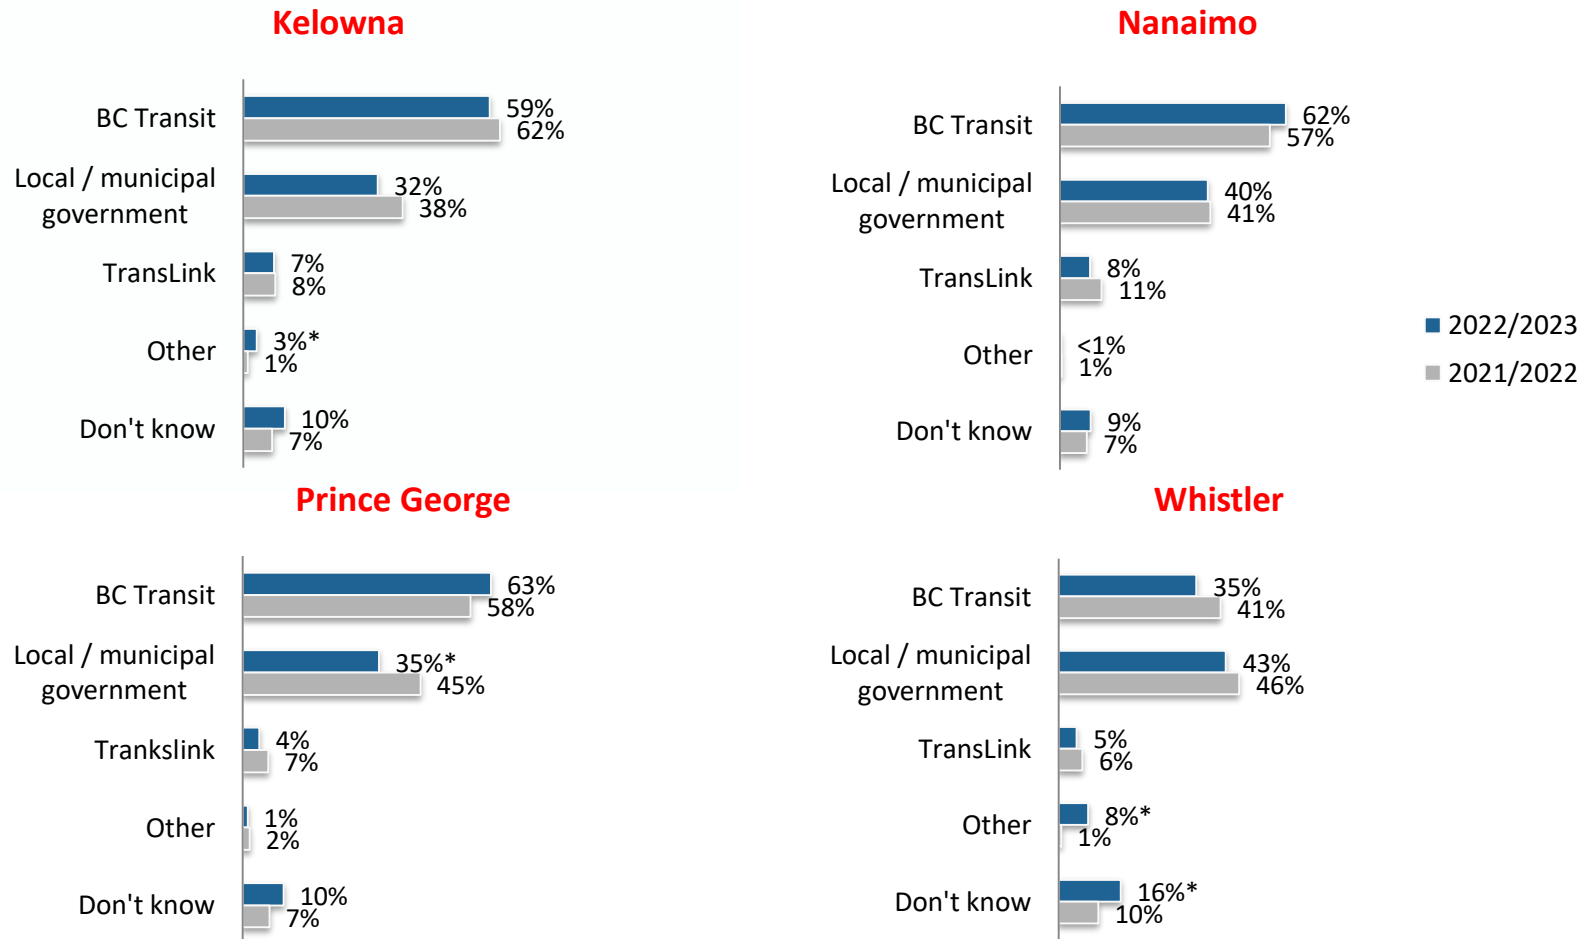 Kelowna
BC Transit
59%
62%
Local / municipal
government
32%
38%
TransLink
7%
8%
Other
3%*
1%
Don't know
10%
7%
Nanaimo
BC Transit
62%
57%
Local / municipal
government
40%
41%
TransLink
8%
11%
Other
<1%
1%
Don't know
9%
7%
2022/2023
2021/2022
Prince George
BC Transit
63%
58%
Local / municipal
government
35%*
45%
Trankslink
4%
7%
Other
1%
2%
Don't know
10%
7%
Whistler
BC Transit
35%
41%
Local / municipal
government
43%
46%
TransLink
5%
6%
Other
8%*
1%
Don't know
16%*
10%